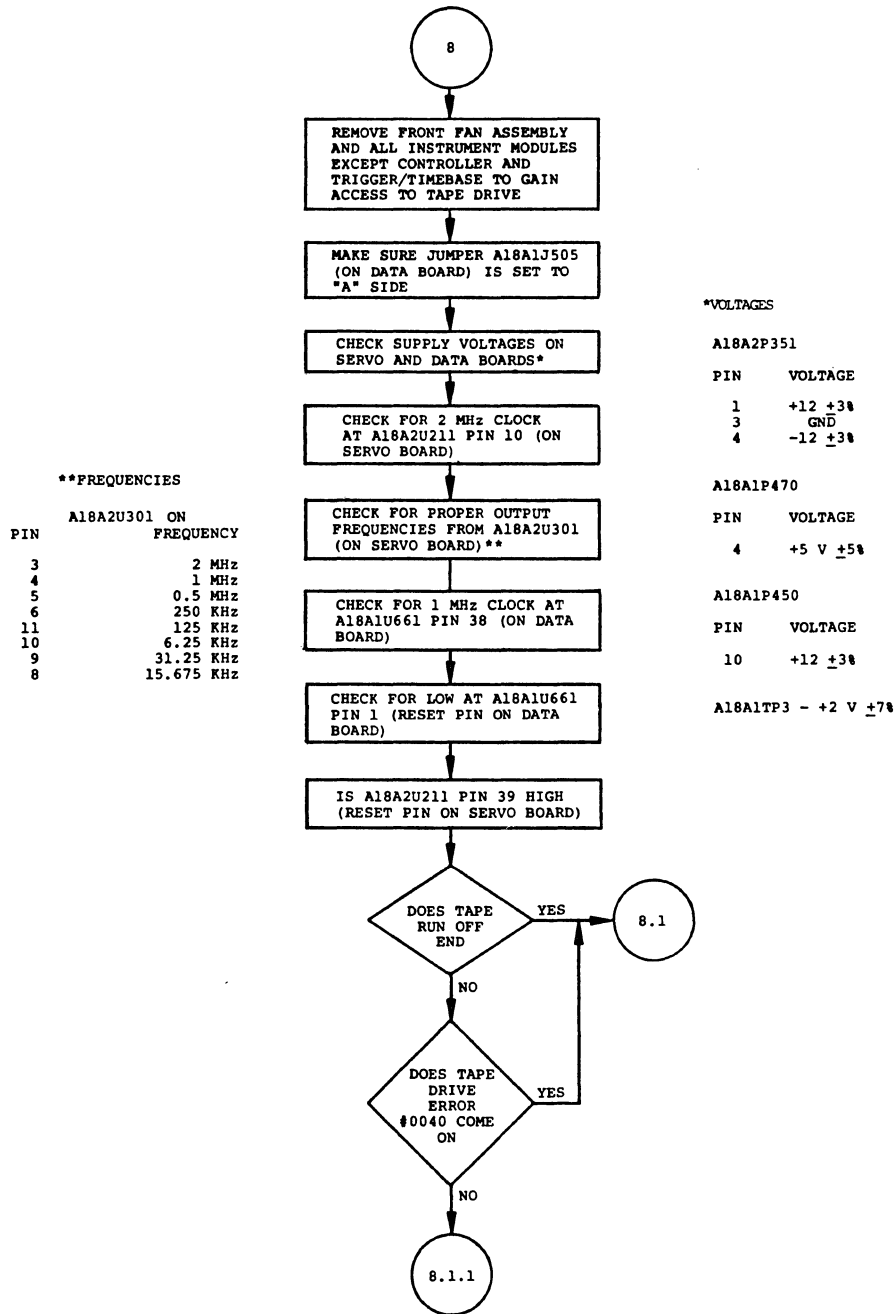 8
REMOVE FRONT FAN ASSEMBLY
AND ALL INSTRUMENT MODULES
EXCEPT CONTROLLER AND
TRIGGER/TIMEBASE TO GAIN
ACCESS TO TAPE DRIVE
MAKE SURE JUMPER A18A1J505
(ON DATA BOARD) IS SET TO
"A" SIDE
CHECK SUPPLY VOLTAGES ON
SERVO AND DATA BOARDS*
CHECK FOR 2 MHz CLOCK
AT A18A2U211 PIN 10 (ON
SERVO BOARD)
CHECK FOR PROPER OUTPUT
FREQUENCIES FROM A18A2U301
(ON SERVO BOARD)**
CHECK FOR 1 MHz CLOCK AT
A18A1U661 PIN 38 (ON DATA
BOARD)
CHECK FOR LOW AT A18A1U661
PIN 1 (RESET PIN ON DATA
BOARD)
IS A18A2U211 PIN 39 HIGH
(RESET PIN ON SERVO BOARD)
DOES TAPE
RUN OFF
END
YES
8.1
NO
DOES TAPE
DRIVE
ERROR
#0040 COME
ON
YES
NO
8.1.1
**FREQUENCIES
A18A2U301 ON
PIN FREQUENCY
3 2 MHz
4 1 MHz
5 0.5 MHz
6 250 KHz
11 125 KHz
10 6.25 KHz
9 31.25 KHz
8 15.675 KHz
*VOLTAGES
A18A2P351
PIN VOLTAGE
1 +12 ±3%
3 GND
4 -12 ±3%
A18A1P470
PIN VOLTAGE
4 +5 V ±5%
A18A1P450
PIN VOLTAGE
10 +12 ±3%
A18A1TP3 - +2 V ±7%